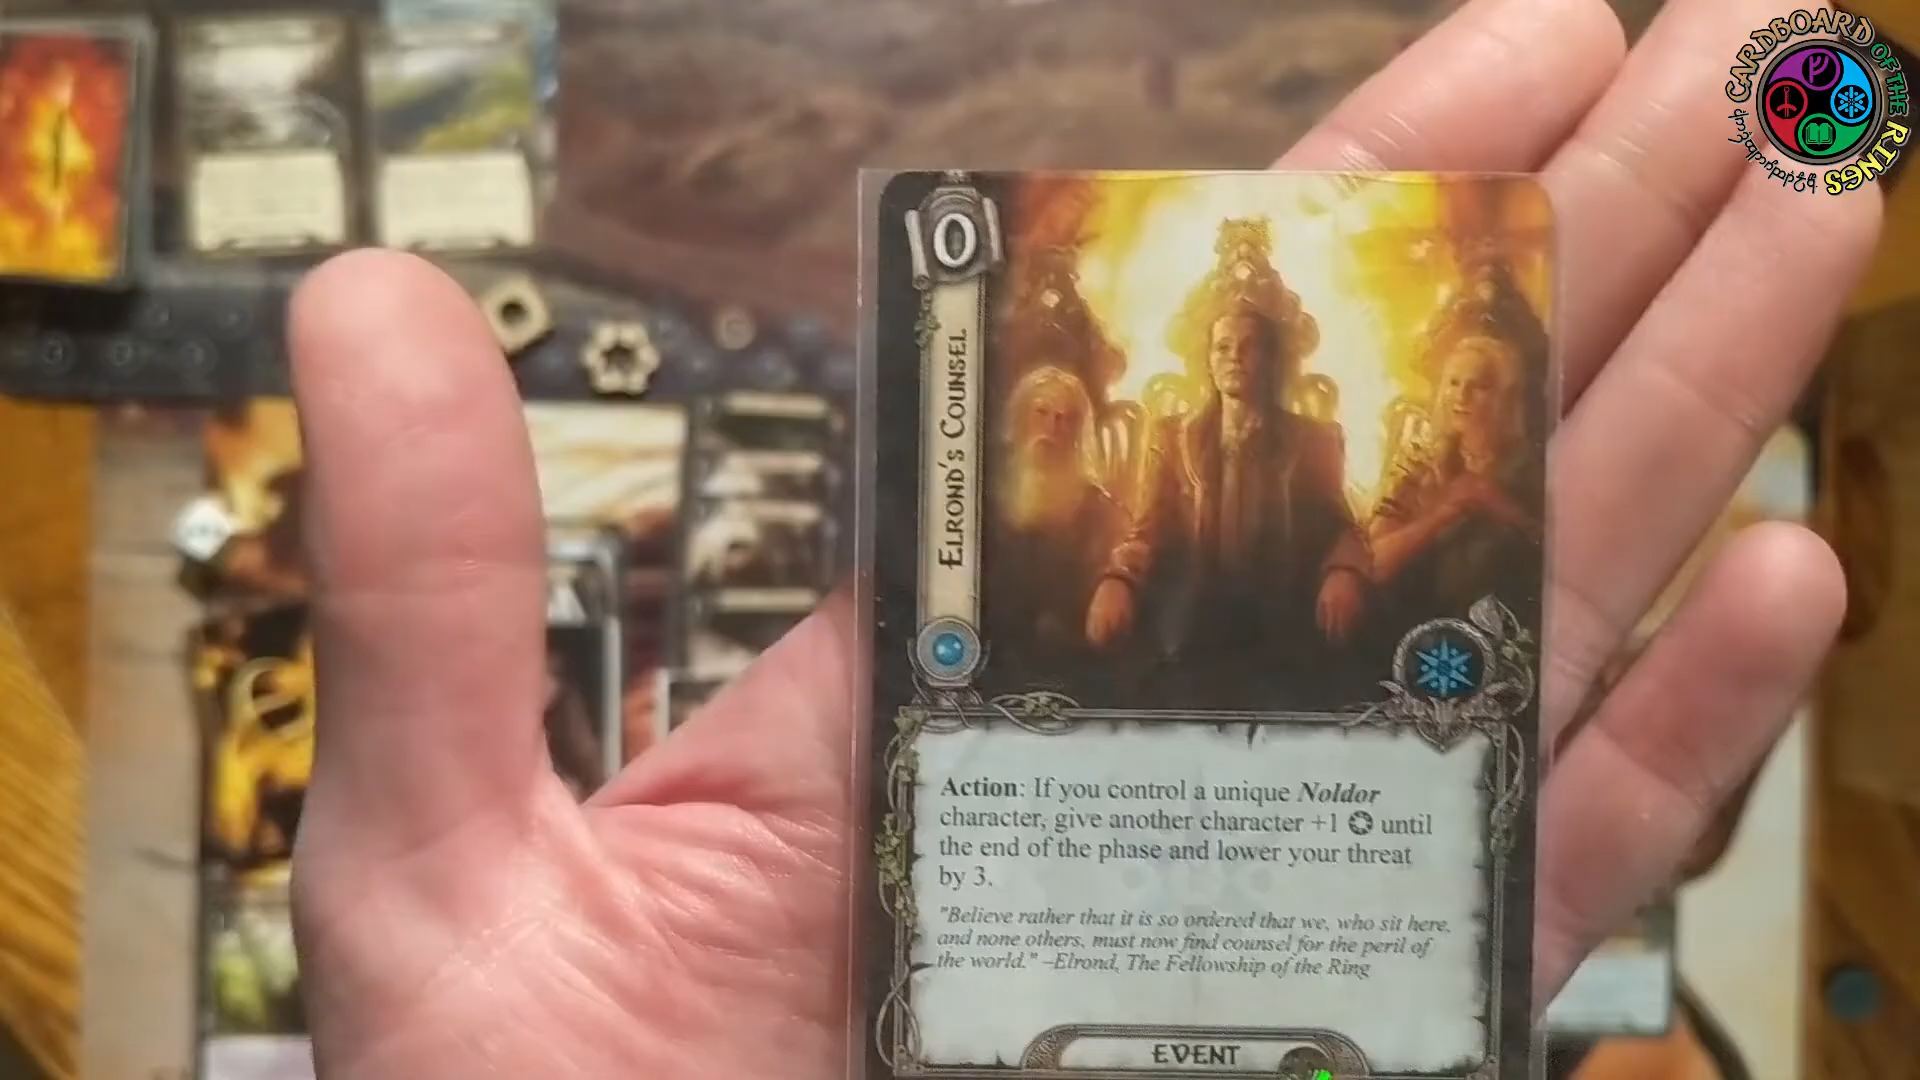 CARDBOARD OF THE RINGS
0
ELROND'S COUNSEL
Action: If you control a unique Noldor
character, give another character +1 until
the end of the phase and lower your threat
by 3.
"Believe rather that it is so ordered that we, who sit here,
and none others, must now find counsel for the peril of
the world." –Elrond, The Fellowship of the Ring
EVENT